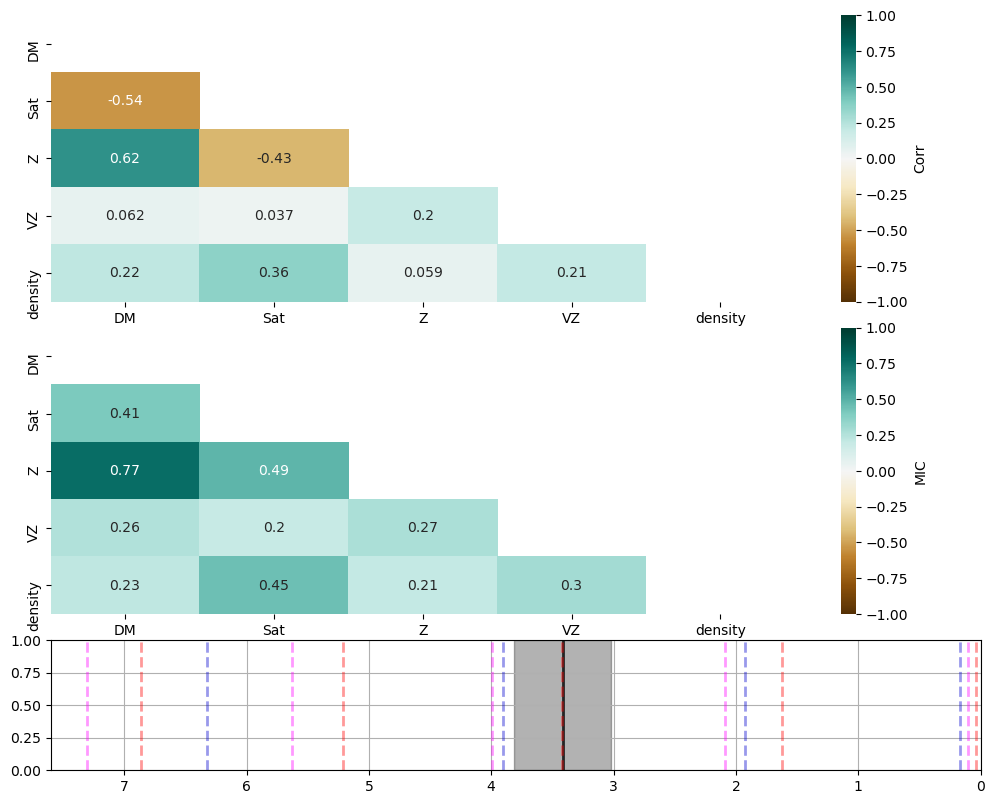 DM
Sat
-0.54
Z
0.62
-0.43
VZ
0.062
0.037
0.2
density
0.22
0.36
0.059
0.21
DM
Sat
Z
VZ
density
1.00
0.75
0.50
0.25
0.00
−0.25
−0.50
−0.75
−1.00
Corr
DM
Sat
0.41
Z
0.77
0.49
VZ
0.26
0.2
0.27
density
0.23
0.45
0.21
0.3
DM
Sat
Z
VZ
density
1.00
0.75
0.50
0.25
0.00
−0.25
−0.50
−0.75
−1.00
MIC
1.00
0.75
0.50
0.25
0.00
7
6
5
4
3
2
1
0